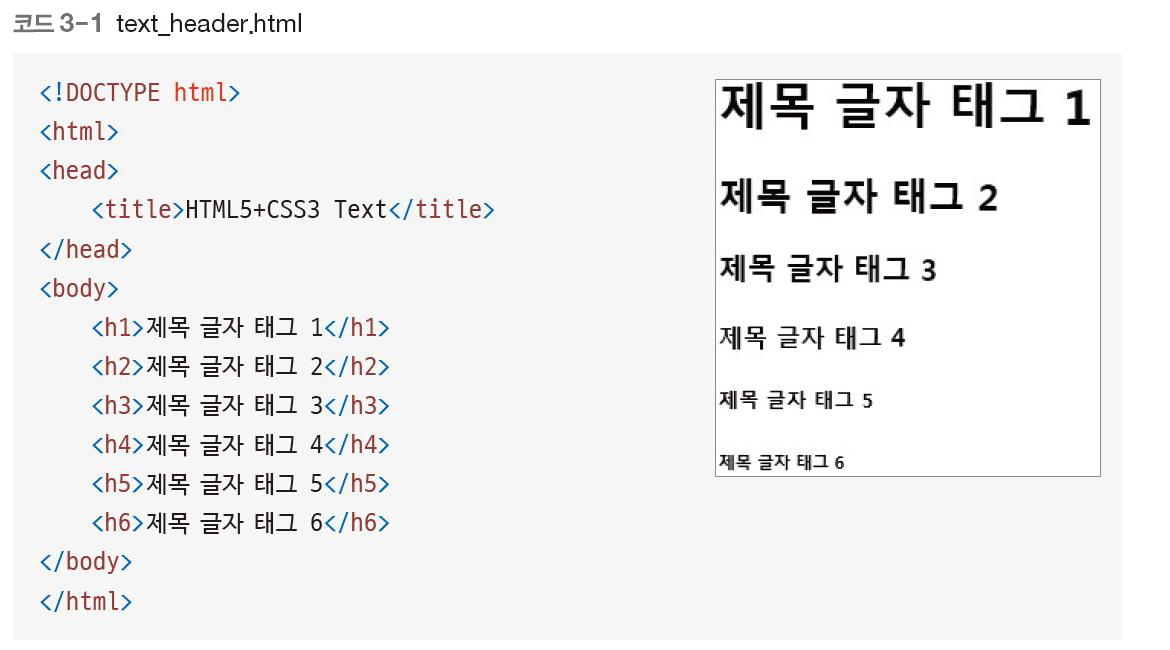 코드 3-1 text_header.html
<!DOCTYPE html>
<html>
<head>
<title>HTML5+CSS3 Text</title>
</head>
<body>
<h1>제목 글자 태그 1</h1>
<h2>제목 글자 태그 2</h2>
<h3>제목 글자 태그 3</h3>
<h4>제목 글자 태그 4</h4>
<h5>제목 글자 태그 5</h5>
<h6>제목 글자 태그 6</h6>
</body>
</html>
제목 글자 태그 1
제목 글자 태그 2
제목 글자 태그 3
제목 글자 태그 4
제목 글자 태그 5
제목 글자 태그 6